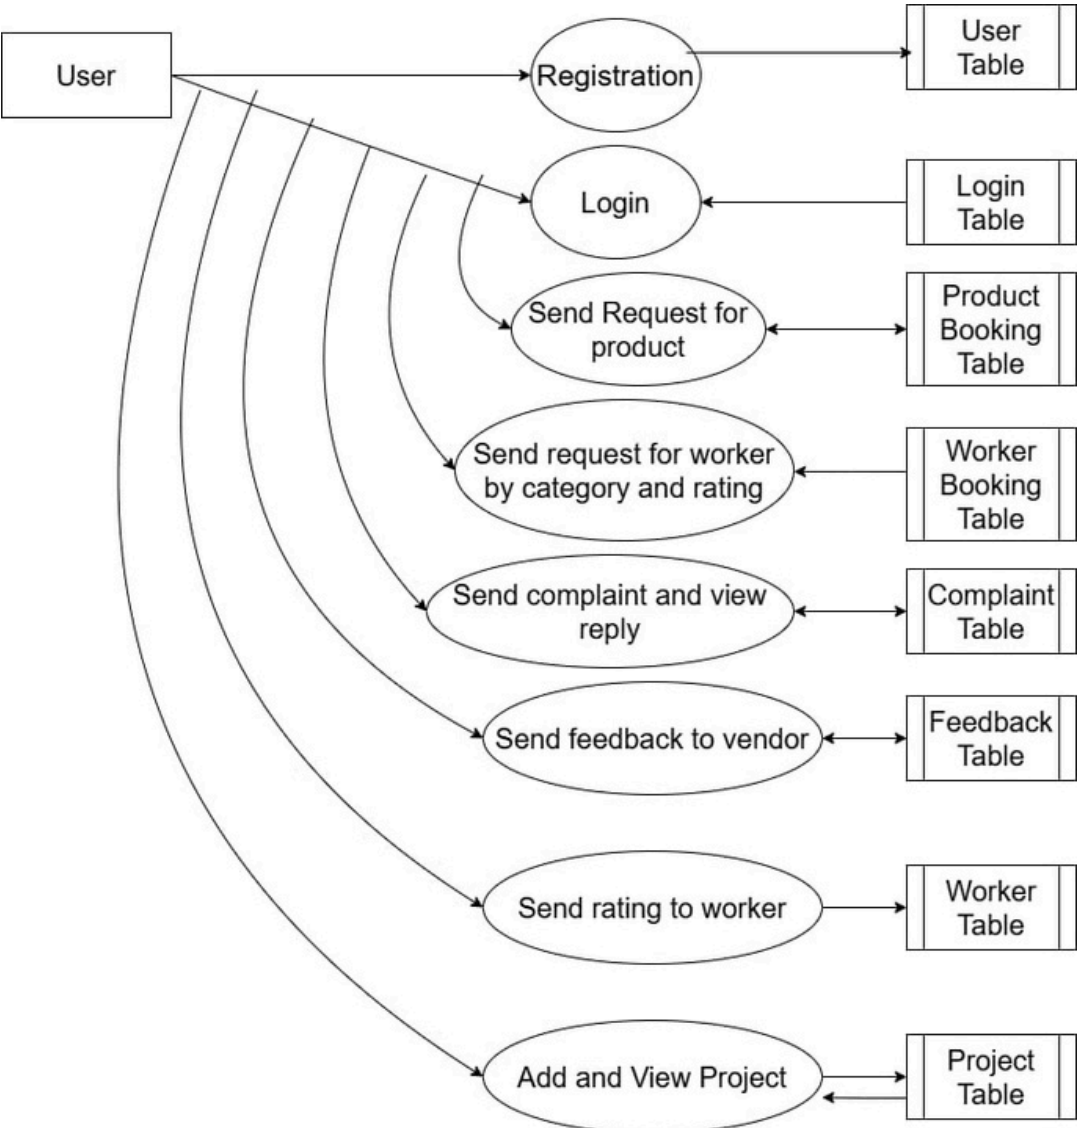 User
Registration
User
Table
Login
Login
Table
Send Request for
product
Product
Booking
Table
Send request for worker
by category and rating
Worker
Booking
Table
Send complaint and view
reply
Complaint
Table
Send feedback to vendor
Feedback
Table
Send rating to worker
Worker
Table
Add and View Project
Project
Table